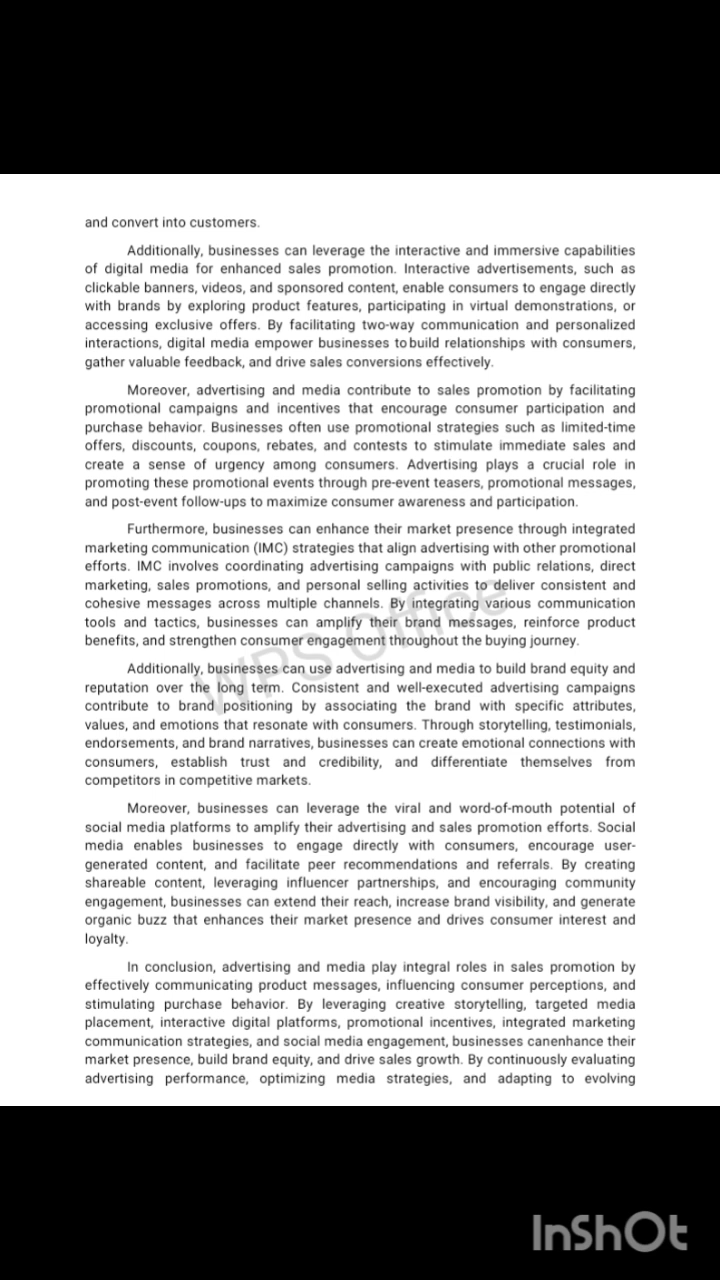 and convert into customers.
Additionally, businesses can leverage the interactive and immersive capabilities
of digital media for enhanced sales promotion. Interactive advertisements, such as
clickable banners, videos, and sponsored content, enable consumers to engage directly
with brands by exploring product features, participating in virtual demonstrations, or
accessing exclusive offers. By facilitating two-way communication and personalized
interactions, digital media empower businesses to build relationships with consumers,
gather valuable feedback, and drive sales conversions effectively.
Moreover, advertising and media contribute to sales promotion by facilitating
promotional campaigns and incentives that encourage consumer participation and
purchase behavior. Businesses often use promotional strategies such as limited-time
offers, discounts, coupons, rebates, and contests to stimulate immediate sales and
create a sense of urgency among consumers. Advertising plays a crucial role in
promoting these promotional events through pre-event teasers, promotional messages,
and post-event follow-ups to maximize consumer awareness and participation.
Furthermore, businesses can enhance their market presence through integrated
marketing communication (IMC) strategies that align advertising with other promotional
efforts. IMC involves coordinating advertising campaigns with public relations, direct
marketing, sales promotions, and personal selling activities to deliver consistent and
cohesive messages across multiple channels. By integrating various communication
tools and tactics, businesses can amplify their brand messages, reinforce product
benefits, and strengthen consumer engagement throughout the buying journey.
Additionally, businesses can use advertising and media to build brand equity and
reputation over the long term. Consistent and well-executed advertising campaigns
contribute to brand positioning by associating the brand with specific attributes,
values, and emotions that resonate with consumers. Through storytelling, testimonials,
endorsements, and brand narratives, businesses can create emotional connections with
consumers, establish trust and credibility, and differentiate themselves from
competitors in competitive markets.
Moreover, businesses can leverage the viral and word-of-mouth potential of
social media platforms to amplify their advertising and sales promotion efforts. Social
media enables businesses to engage directly with consumers, encourage user-
generated content, and facilitate peer recommendations and referrals. By creating
shareable content, leveraging influencer partnerships, and encouraging community
engagement, businesses can extend their reach, increase brand visibility, and generate
organic buzz that enhances their market presence and drives consumer interest and
loyalty.
In conclusion, advertising and media play integral roles in sales promotion by
effectively communicating product messages, influencing consumer perceptions, and
stimulating purchase behavior. By leveraging creative storytelling, targeted media
placement, interactive digital platforms, promotional incentives, integrated marketing
communication strategies, and social media engagement, businesses canenhance their
market presence, build brand equity, and drive sales growth. By continuously evaluating
advertising performance, optimizing media strategies, and adapting to evolving
WPS Office
InShOt